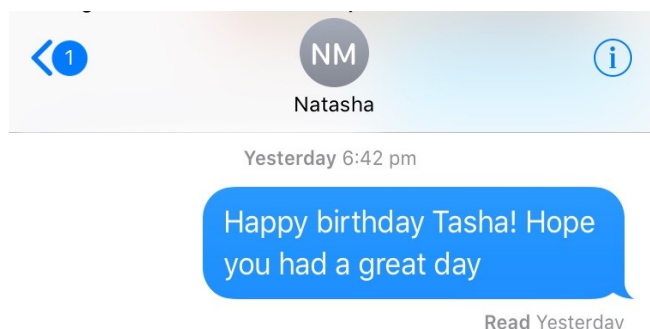 1
NM
i
Natasha
Yesterday 6:42 pm
Happy birthday Tasha! Hope
you had a great day
Read Yesterday